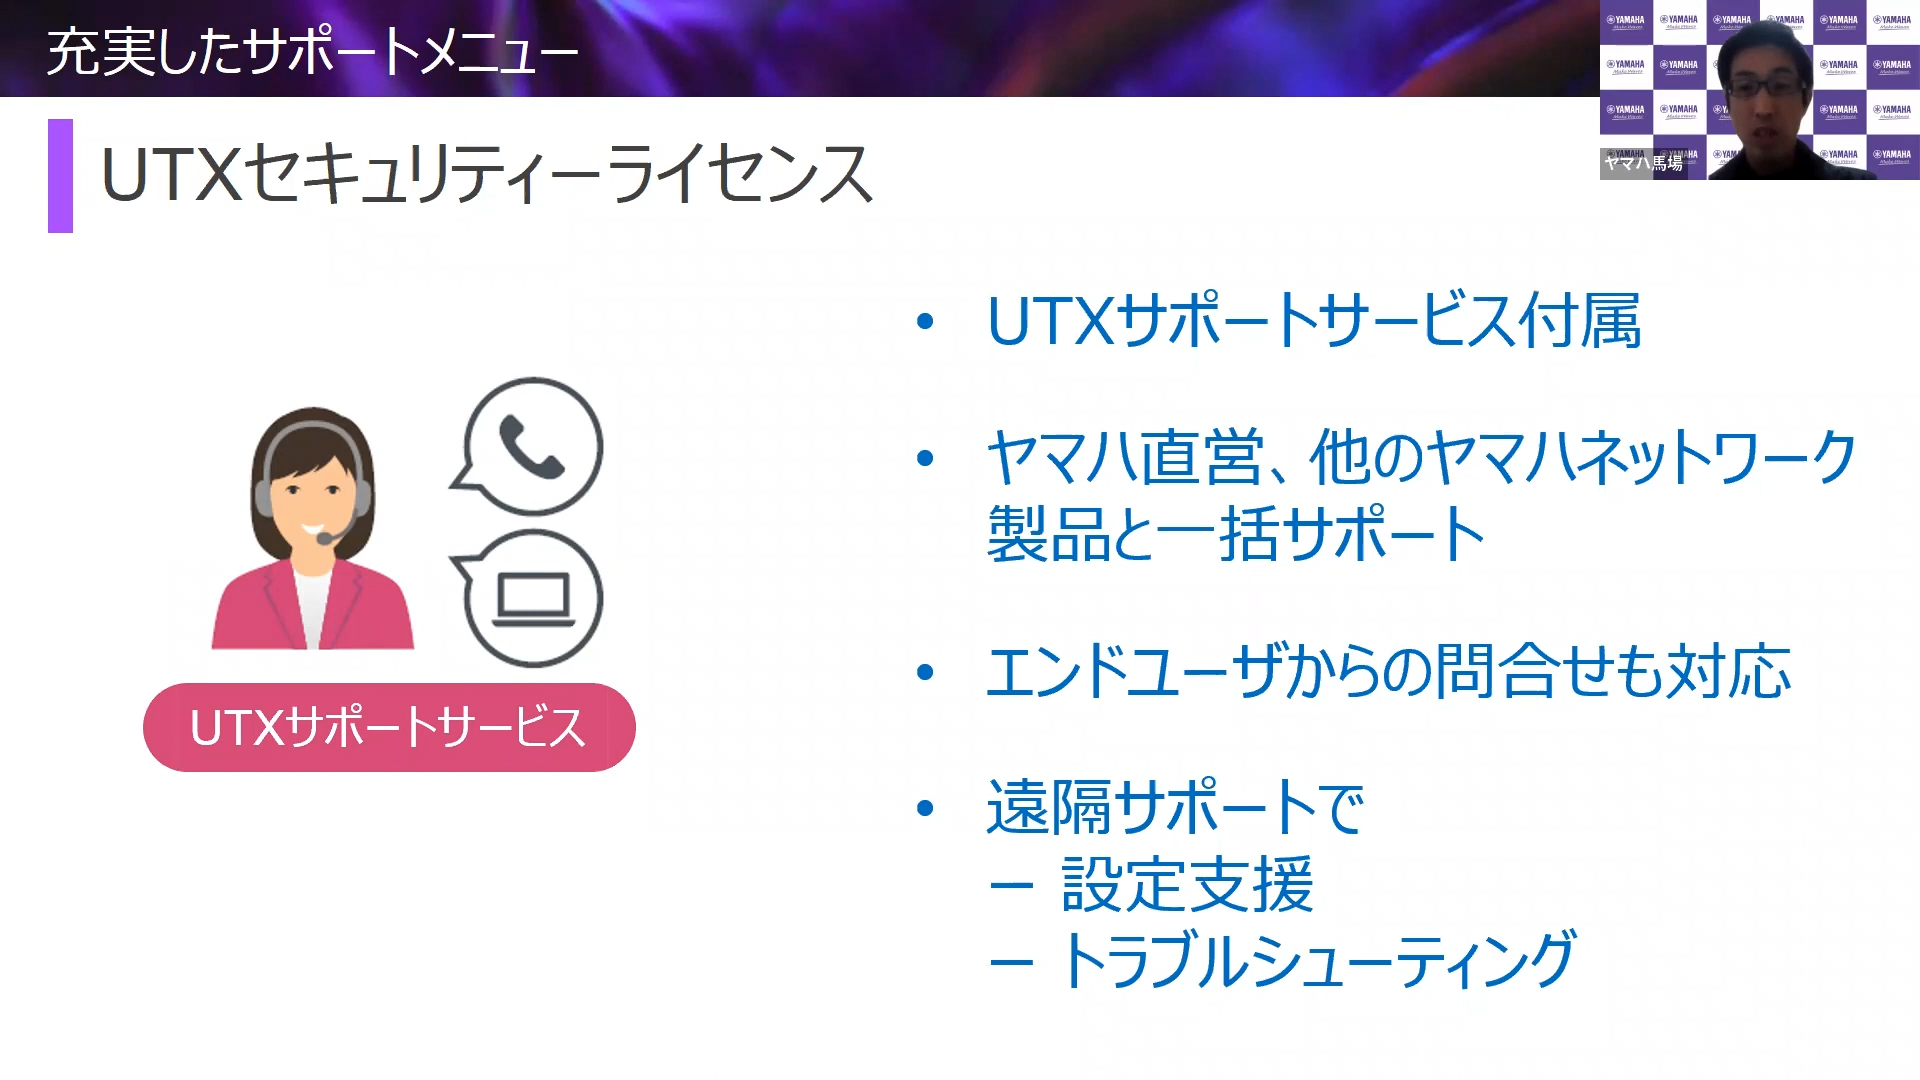 充実したサポートメニュー
YAMAHA
Make Waves
ヤマハ馬場
UTXセキュリティーライセンス
• UTXサポートサービス付属
• ヤマハ直営、他のヤマハネットワーク
製品と一括サポート
• エンドユーザからの問合せも対応
• 遠隔サポートで
− 設定支援
− トラブルシューティング
UTXサポートサービス